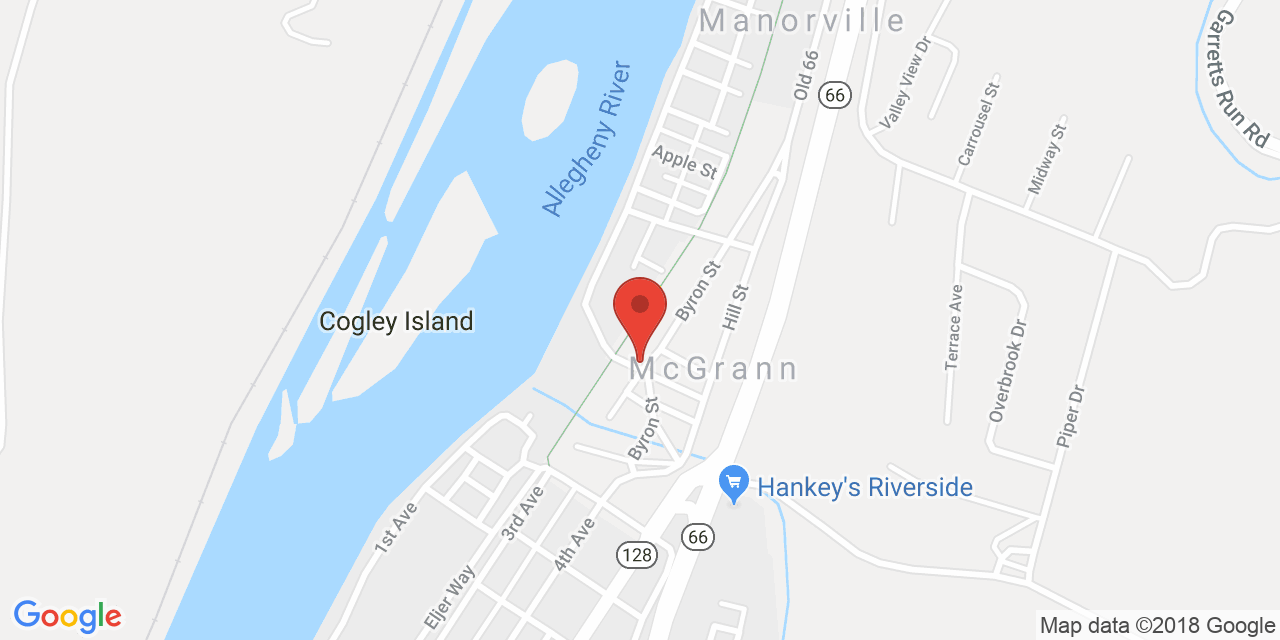 Manorville
Garretts Run Rd
Valley View Dr
Old 66
66
Carrousel St
Midway St
Allegheny River
Apple St
Byron St
Hill St
Terrace Ave
Overbrook Dr
Piper Dr
Cogley Island
McGrann
Byron St
Hankey's Riverside
1st Ave
3rd Ave
4th Ave
Eljer Way
66
128
Google
Map data ©2018 Google